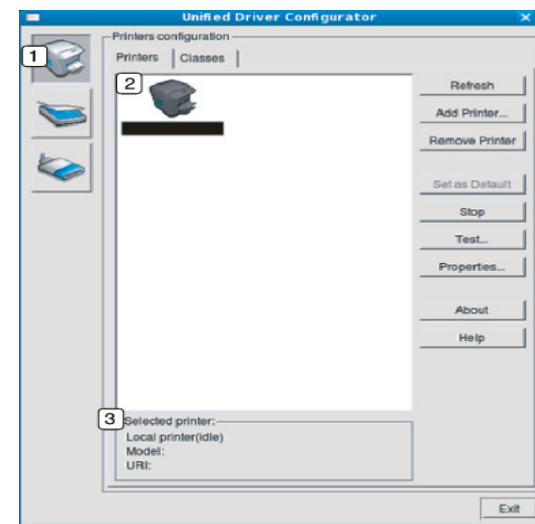 Unified Driver Configurator
Printers configuration
1
Printers Classes
2
Refresh
Add Printer...
Remove Printer
Set as Default
Stop
Test...
Properties...
About
Help
3
Selected printer:
Local printer(idle)
Model:
URI:
Exit